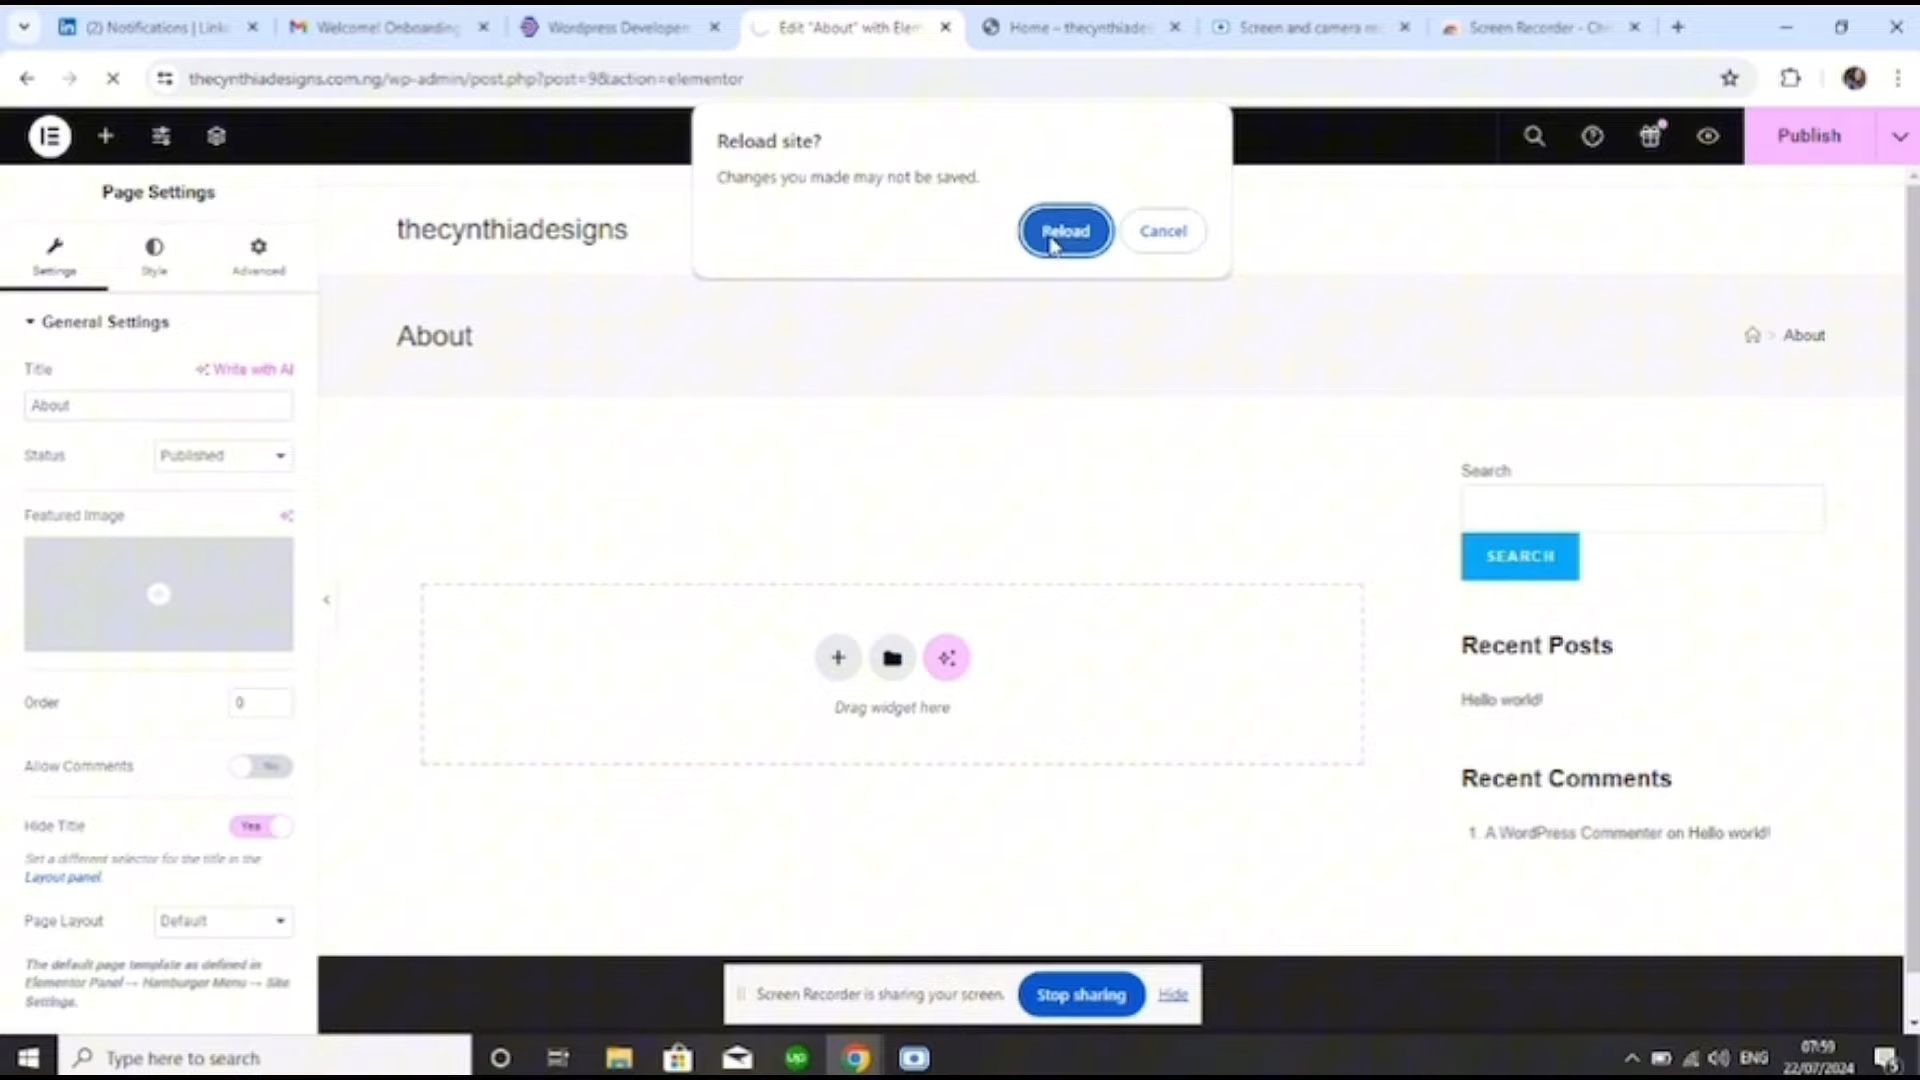 (2) Notifications | Link
Welcome! Onboarding
Wordpress Developer
Edit "About" with Elem
Home – thecynthiades
Screen and camera re
Screen Recorder - Chr
thecynthiadesigns.com.ng/wp-admin/post.php?post=9&action=elementor
Publish
Reload site?
Changes you made may not be saved.
Reload
Cancel
Page Settings
Settings
Style
Advanced
General Settings
Title
Write with AI
About
Status
Published
Featured Image
Order
0
Allow Comments
No
Hide Title
Yes
Set a different selector for the title in the
Layout panel.
Page Layout
Default
The default page template as defined in
Elementor Panel → Hamburger Menu → Site
Settings.
thecynthiadesigns
About
> About
Drag widget here
Search
SEARCH
Recent Posts
Hello world!
Recent Comments
1. A WordPress Commenter on Hello world!
Screen Recorder is sharing your screen.
Stop sharing
Hide
Type here to search
up
ENG
07:59
22/07/2024
5